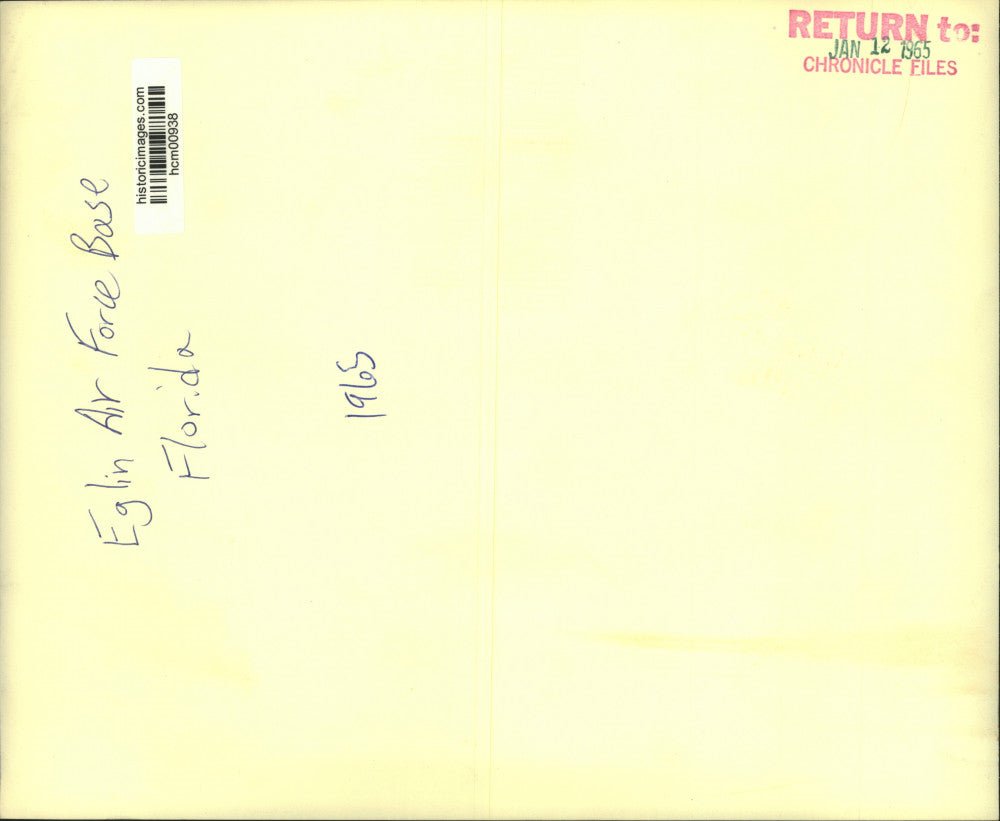 RETURN to:
JAN 12 1965
CHRONICLE FILES
historicimages.com
hcm00938
Eglin Air Force Base
Florida
1965